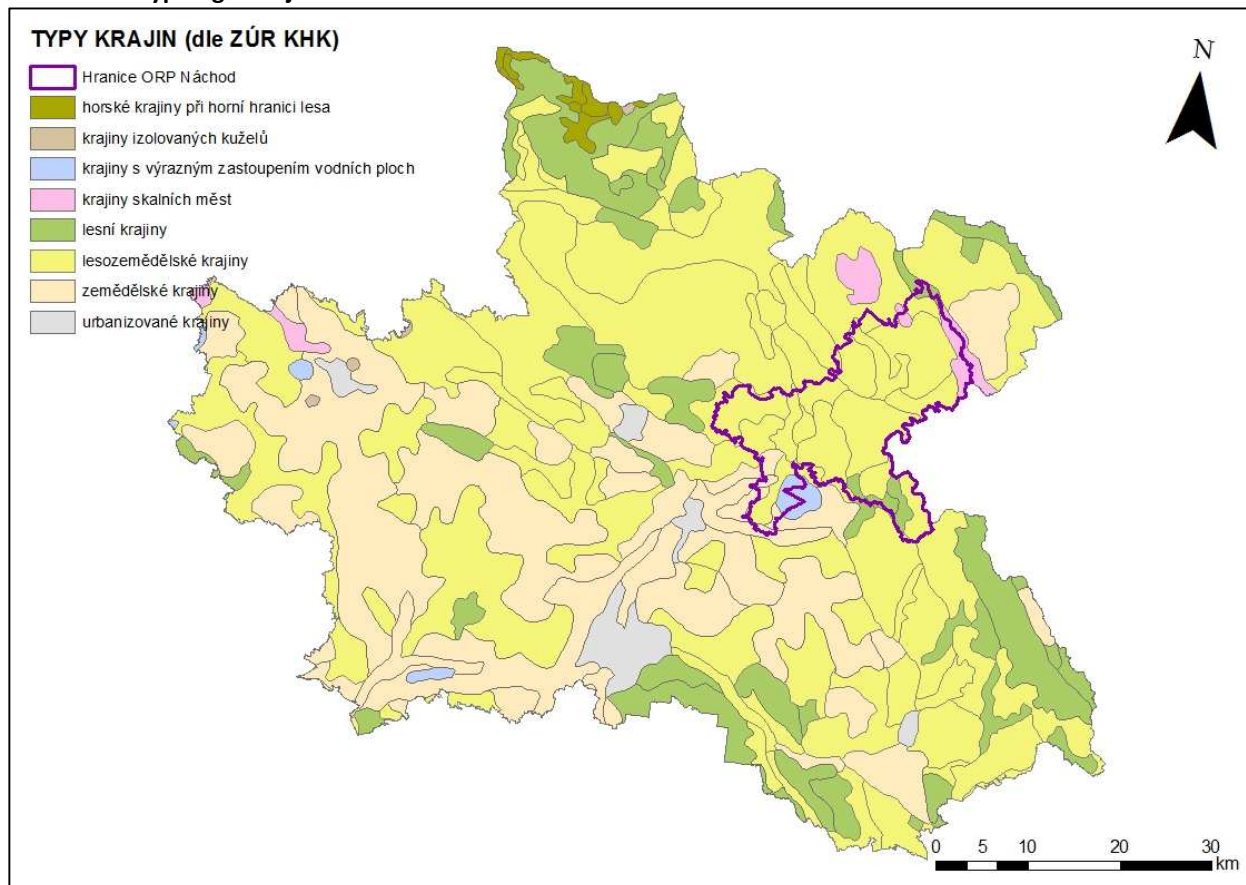 TYPY KRAJIN (dle ZÚR KHK)
N
Hranice ORP Náchod
horské krajiny při horní hranici lesa
krajiny izolovaných kuželů
krajiny s výrazným zastoupením vodních ploch
krajiny skalních měst
lesní krajiny
lesozemědělské krajiny
zemědělské krajiny
urbanizované krajiny
0 5 10 20 30
km